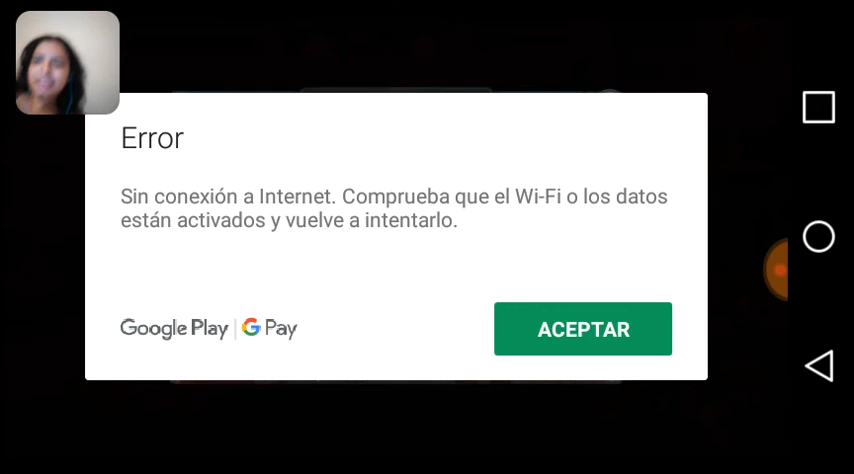 Error
Sin conexión a Internet. Comprueba que el Wi-Fi o los datos
están activados y vuelve a intentarlo.
Google Play | G Pay
ACEPTAR